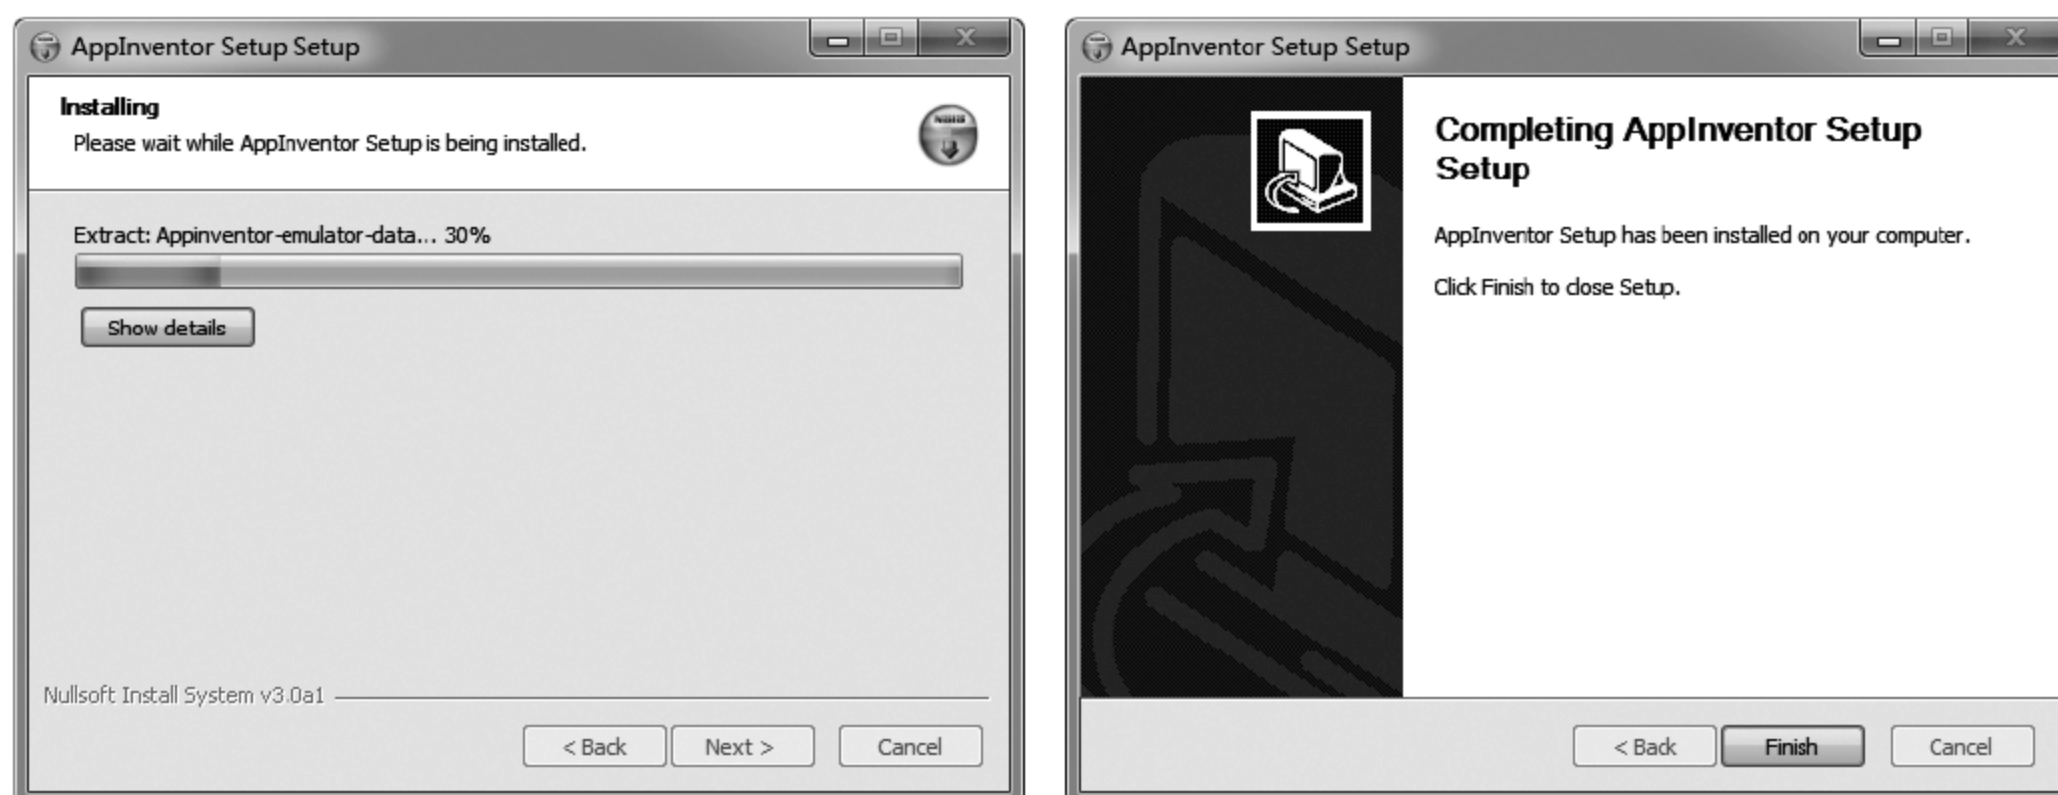 AppInventor Setup Setup
Installing
Please wait while AppInventor Setup is being installed.
Extract: Appinventor-emulator-data... 30%
Show details
Nullsoft Install System v3.0a1
< Back
Next >
Cancel
AppInventor Setup Setup
Completing AppInventor Setup
Setup
AppInventor Setup has been installed on your computer.
Click Finish to close Setup.
< Back
Finish
Cancel